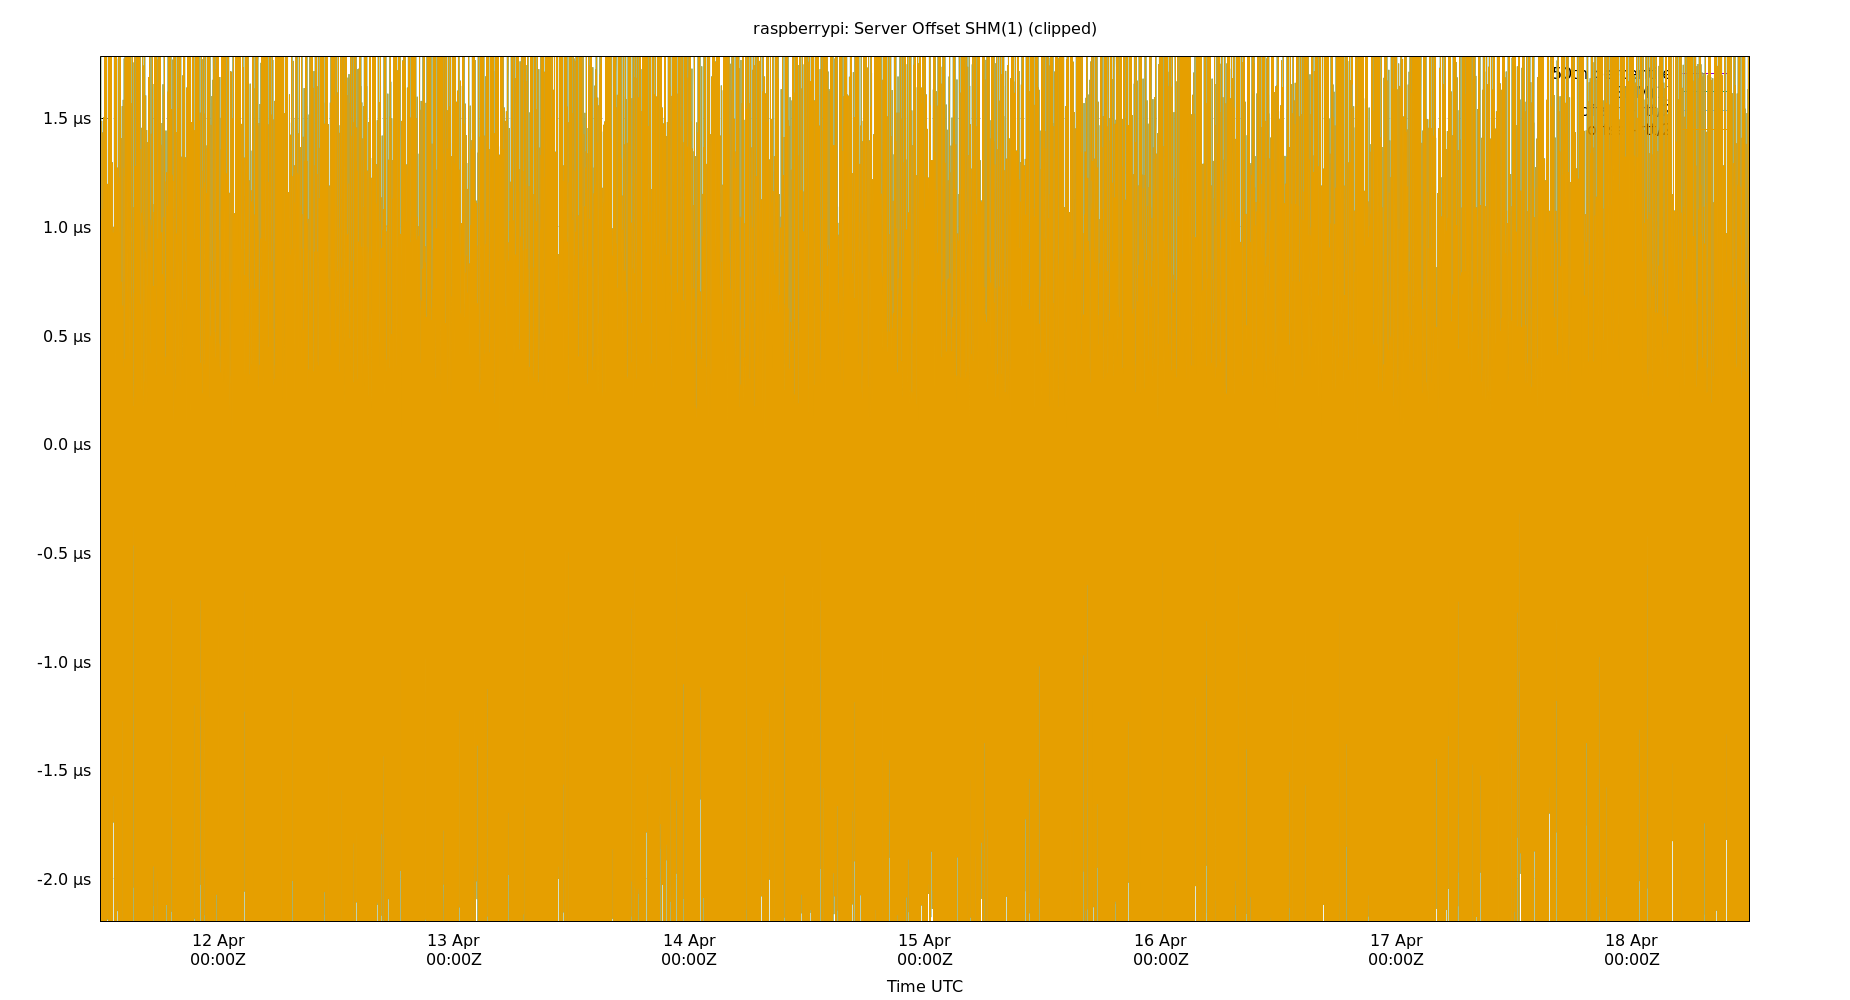 raspberrypi: Server Offset SHM(1) (clipped)
1.5 µs
1.0 µs
0.5 µs
0.0 µs
-0.5 µs
-1.0 µs
-1.5 µs
-2.0 µs
12 Apr 13 Apr 14 Apr 15 Apr 16 Apr 17 Apr 18 Apr
00:00Z 00:00Z 00:00Z 00:00Z 00:00Z 00:00Z 00:00Z
Time UTC